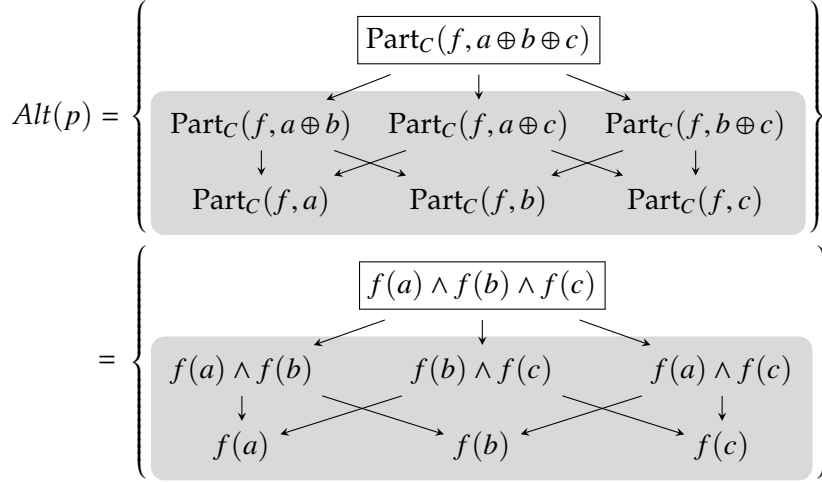 Part_C(f, a ⊕ b ⊕ c)
Alt(p) =
Part_C(f, a ⊕ b) Part_C(f, a ⊕ c) Part_C(f, b ⊕ c)
Part_C(f, a) Part_C(f, b) Part_C(f, c)
f(a) ∧ f(b) ∧ f(c)
=
f(a) ∧ f(b) f(b) ∧ f(c) f(a) ∧ f(c)
f(a) f(b) f(c)